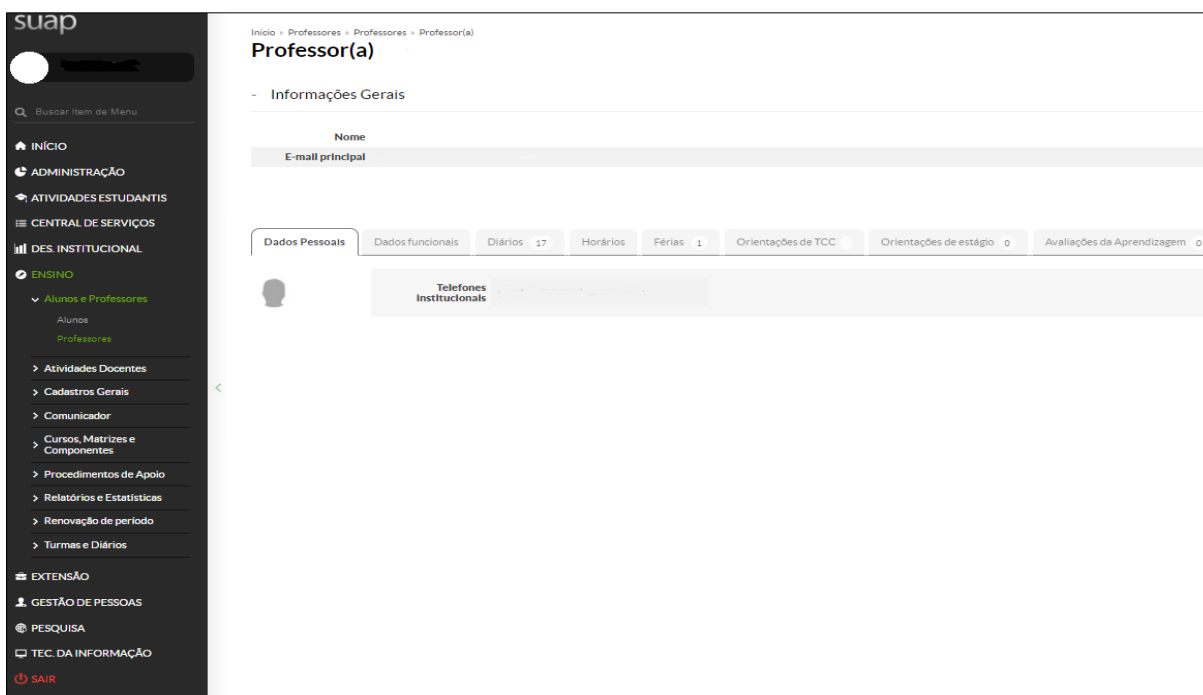 suap
Buscar Item de Menu
INÍCIO
ADMINISTRAÇÃO
ATIVIDADES ESTUDANTIS
CENTRAL DE SERVIÇOS
DES. INSTITUCIONAL
ENSINO
Alunos e Professores
Alunos
Professores
Atividades Docentes
Cadastros Gerais
Comunicador
Cursos, Matrizes e
Componentes
Procedimentos de Apoio
Relatórios e Estatísticas
Renovação de período
Turmas e Diários
EXTENSÃO
GESTÃO DE PESSOAS
PESQUISA
TEC. DA INFORMAÇÃO
SAIR
Início » Professores » Professores » Professor(a)
Professor(a)
- Informações Gerais
Nome
E-mail principal
Dados Pessoais Dados funcionais Diários 17 Horários Férias 1 Orientações de TCC Orientações de estágio 0 Avaliações da Aprendizagem 0
Telefones
Institucionais